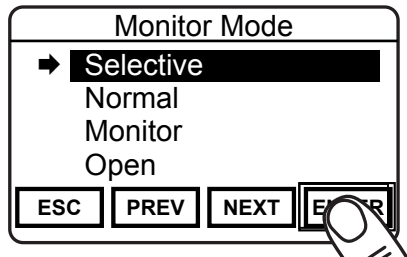 Monitor Mode
Selective
Normal
Monitor
Open
ESC PREV NEXT